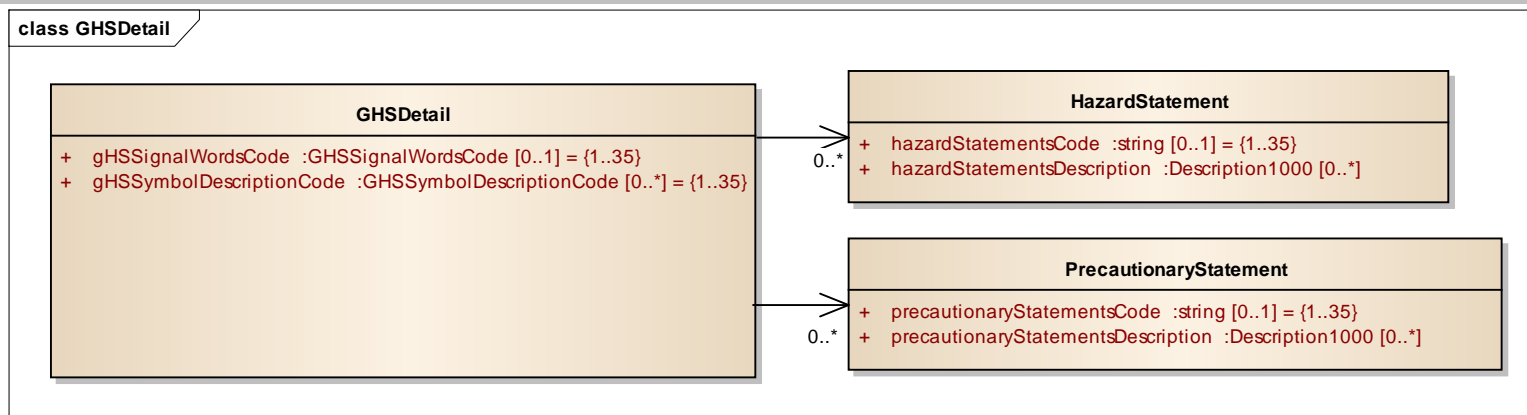 class GHSDetail
GHSDetail
+ gHSSignalWordsCode :GHSSignalWordsCode [0..1] = {1..35}
+ gHSSymbolDescriptionCode :GHSSymbolDescriptionCode [0..*] = {1..35}
0..*
HazardStatement
+ hazardStatementsCode :string [0..1] = {1..35}
+ hazardStatementsDescription :Description1000 [0..*]
0..*
PrecautionaryStatement
+ precautionaryStatementsCode :string [0..1] = {1..35}
+ precautionaryStatementsDescription :Description1000 [0..*]